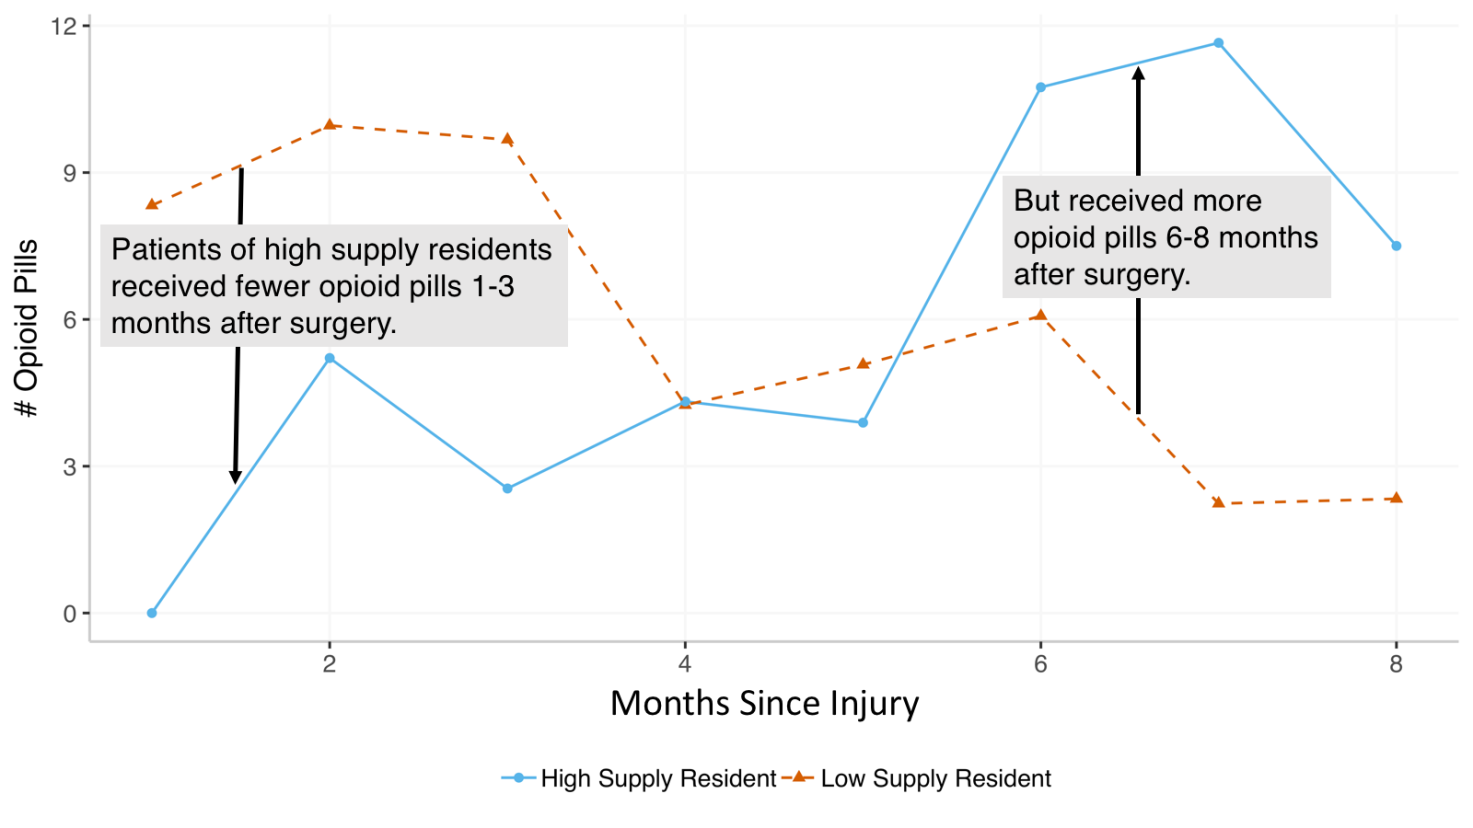 12
9
6
3
0
# Opioid Pills
Patients of high supply residents
received fewer opioid pills 1-3
months after surgery.
But received more
opioid pills 6-8 months
after surgery.
2
4
6
8
Months Since Injury
High Supply Resident
Low Supply Resident